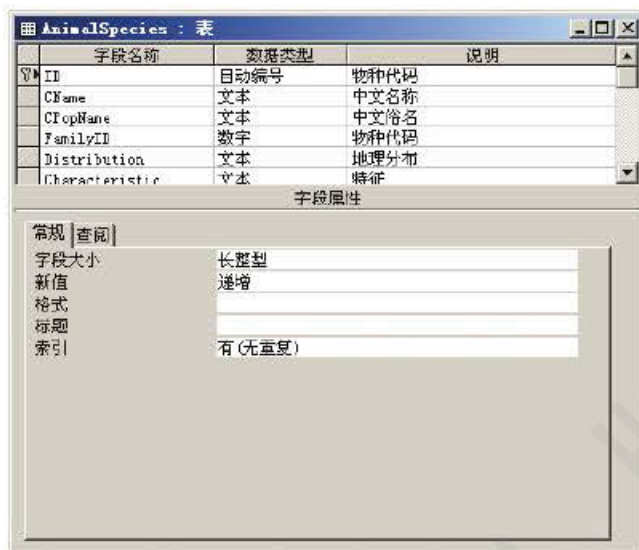 AnimalSpecies : 表
字段名称 数据类型 说明
ID 自动编号 物种代码
CName 文本 中文名称
CPopName 文本 中文俗名
FamilyID 数字 物种代码
Distribution 文本 地理分布
Characteristic 文本 特征
字段属性
常规 查阅
字段大小 长整型
新值 递增
格式
标题
索引 有(无重复)